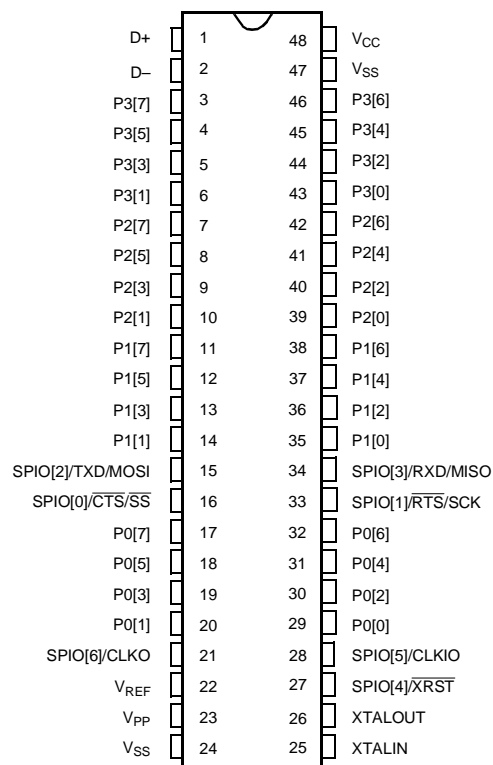 D+ 1 48 VCC
D– 2 47 VSS
P3[7] 3 46 P3[6]
P3[5] 4 45 P3[4]
P3[3] 5 44 P3[2]
P3[1] 6 43 P3[0]
P2[7] 7 42 P2[6]
P2[5] 8 41 P2[4]
P2[3] 9 40 P2[2]
P2[1] 10 39 P2[0]
P1[7] 11 38 P1[6]
P1[5] 12 37 P1[4]
P1[3] 13 36 P1[2]
P1[1] 14 35 P1[0]
SPIO[2]/TXD/MOSI 15 34 SPIO[3]/RXD/MISO
SPIO[0]/CTS/SS 16 33 SPIO[1]/RTS/SCK
P0[7] 17 32 P0[6]
P0[5] 18 31 P0[4]
P0[3] 19 30 P0[2]
P0[1] 20 29 P0[0]
SPIO[6]/CLKO 21 28 SPIO[5]/CLKIO
VREF 22 27 SPIO[4]/XRST
VPP 23 26 XTALOUT
VSS 24 25 XTALIN